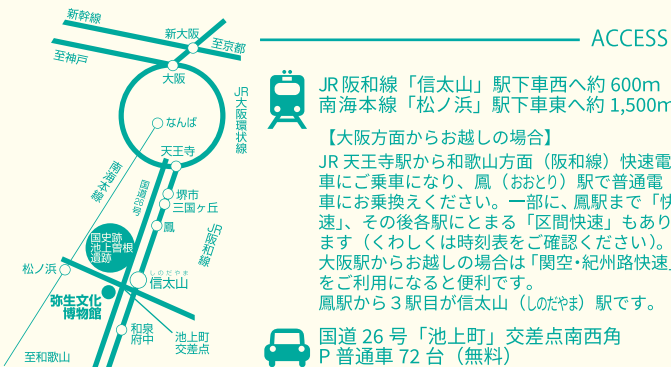 新幹線
新大阪
至京都
至神戸
大阪
JR大阪環状線
なんば
天王寺
南海本線
国道26号
堺市
三国ヶ丘
鳳
JR阪和線
国史跡
池上曽根
遺跡
松ノ浜
しのだやま
信太山
弥生文化
博物館
和泉
府中
池上町
交差点
至和歌山
ACCESS
JR阪和線「信太山」駅下車西へ約 600m
南海本線「松ノ浜」駅下車東へ約 1,500m
【大阪方面からお越しの場合】
JR 天王寺駅から和歌山方面（阪和線）快速電
車にご乗車になり、鳳（おおとり）駅で普通電
車にお乗換えください。一部に、鳳駅まで「快
速」、その後各駅にとまる「区間快速」もあり
ます（くわしくは時刻表をご確認ください）。
大阪駅からお越しの場合は「関空・紀州路快速」
をご利用になると便利です。
鳳駅から３駅目が信太山（しのだやま）駅です。
国道 26 号「池上町」交差点南西角
P 普通車 72 台（無料）